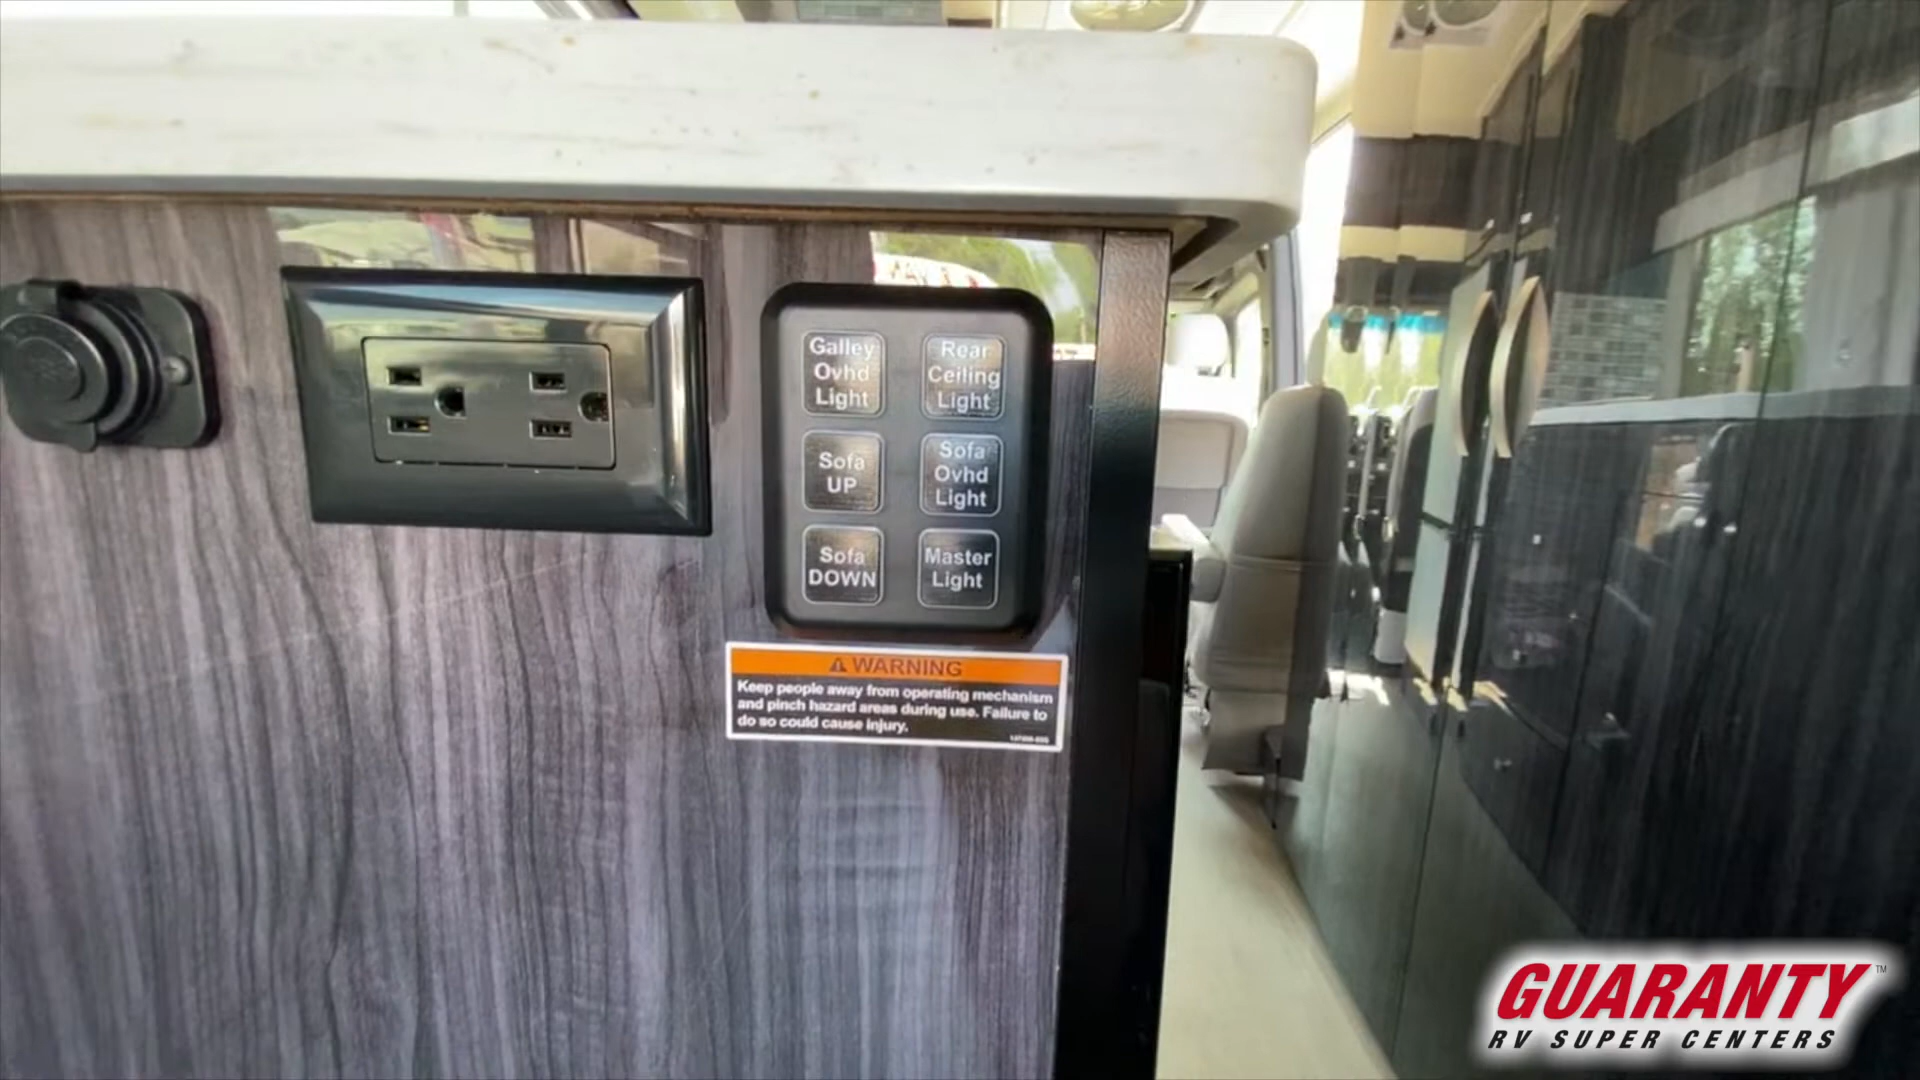 Galley
Ovhd
Light
Rear
Ceiling
Light
Sofa
UP
Sofa
Ovhd
Light
Sofa
DOWN
Master
Light
⚠ WARNING
Keep people away from operating mechanism
and pinch hazard areas during use. Failure to
do so could cause injury.
GUARANTY™
RV SUPER CENTERS